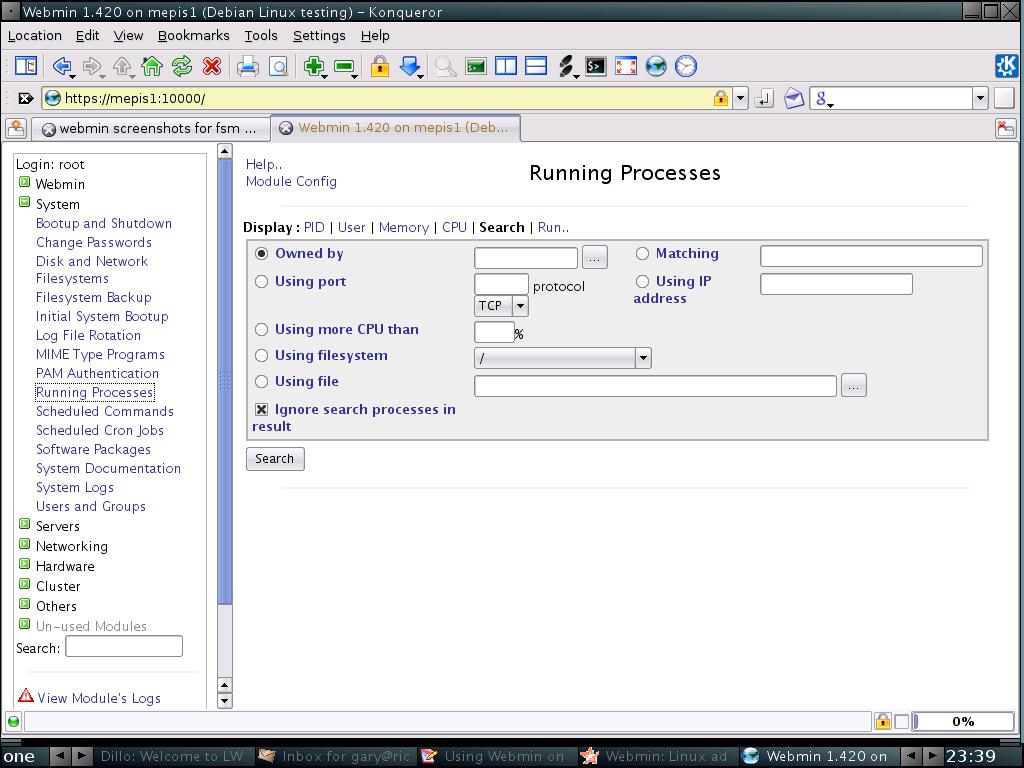 Webmin 1.420 on mepis1 (Debian Linux testing) - Konqueror
Location Edit View Bookmarks Tools Settings Help
https://mepis1:10000/
webmin screenshots for fsm ...
Webmin 1.420 on mepis1 (Deb...
Login: root
Webmin
System
Bootup and Shutdown
Change Passwords
Disk and Network
Filesystems
Filesystem Backup
Initial System Bootup
Log File Rotation
MIME Type Programs
PAM Authentication
Running Processes
Scheduled Commands
Scheduled Cron Jobs
Software Packages
System Documentation
System Logs
Users and Groups
Servers
Networking
Hardware
Cluster
Others
Un-used Modules
Search:
View Module's Logs
Help..
Module Config
Running Processes
Display : PID | User | Memory | CPU | Search | Run..
Owned by ... Matching
Using port protocol Using IP
TCP address
Using more CPU than %
Using filesystem /
Using file ...
Ignore search processes in
result
Search
0%
one Dillo: Welcome to LW Inbox for gary@ric Using Webmin on Webmin: Linux ad Webmin 1.420 on 23:39